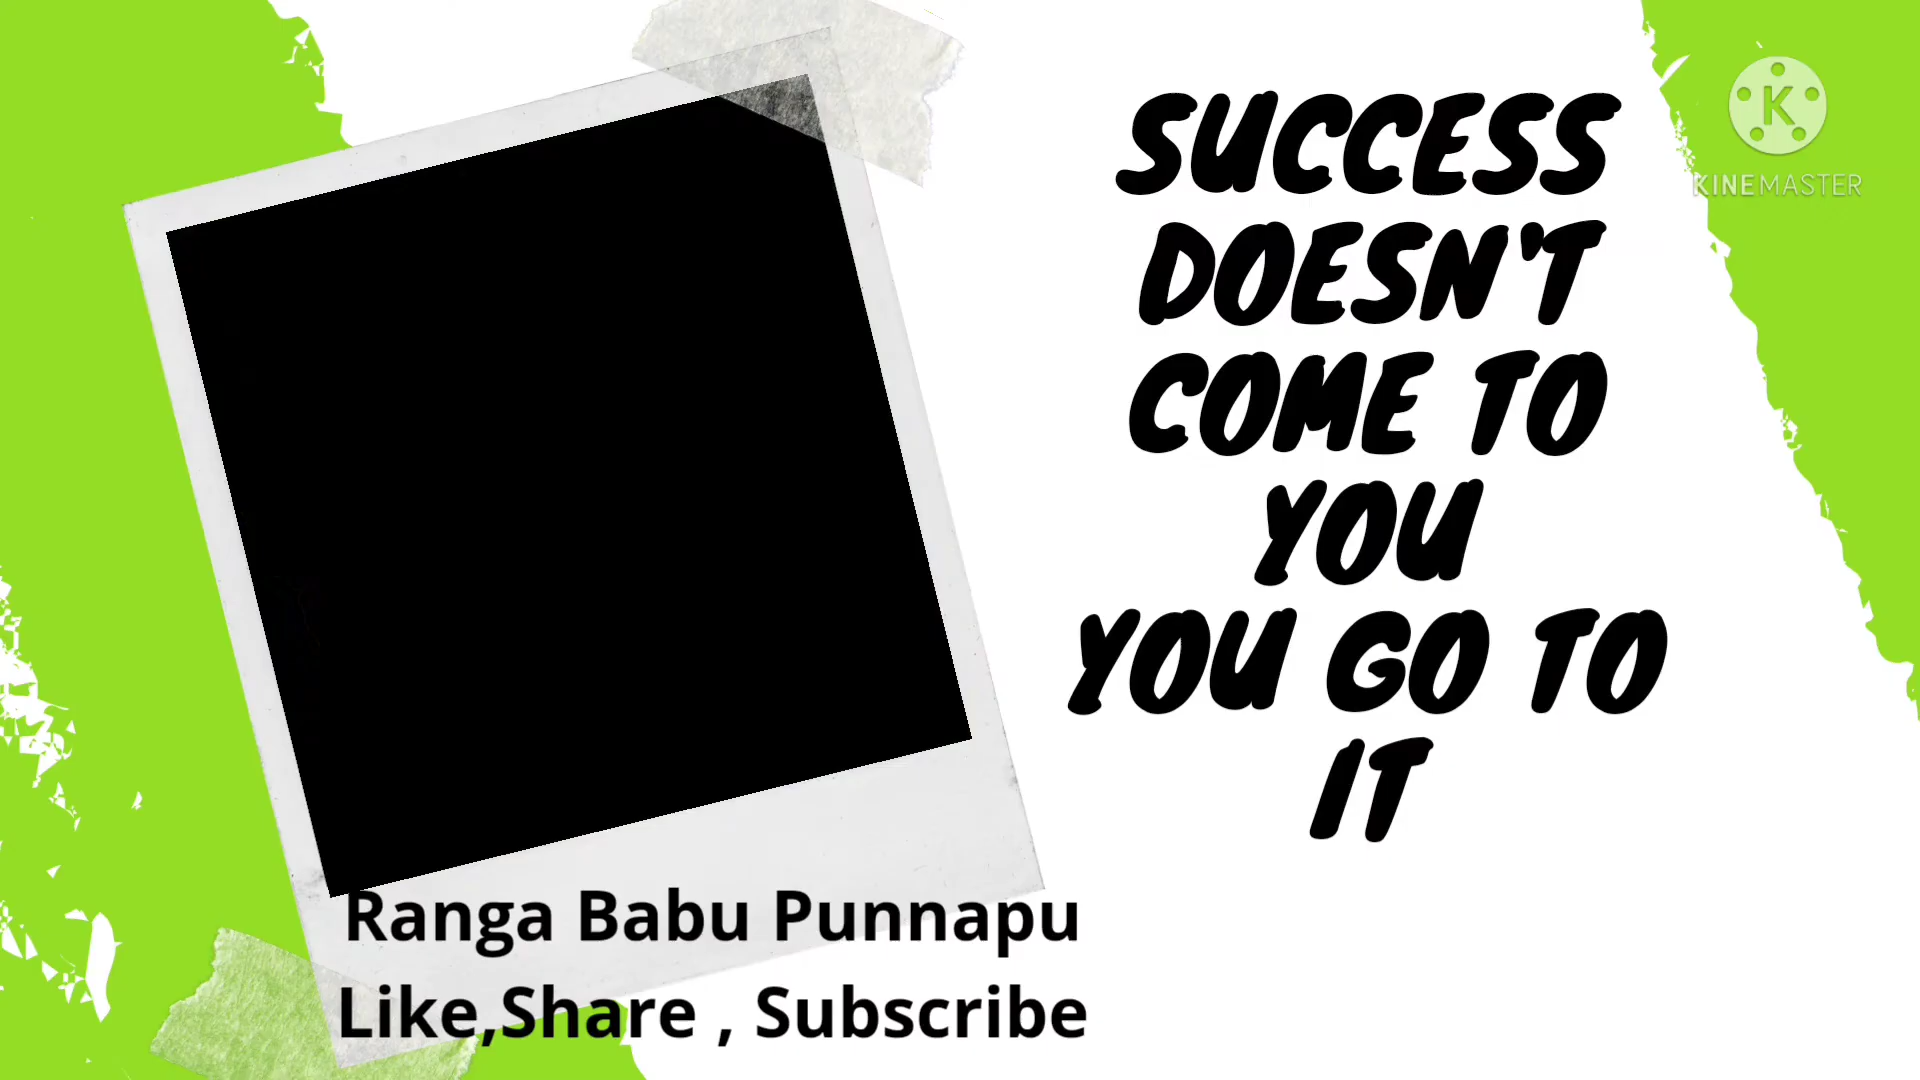 SUCCESS
DOESN'T
COME TO
YOU
YOU GO TO
IT
K
KINEMASTER
Ranga Babu Punnapu
Like,Share , Subscribe